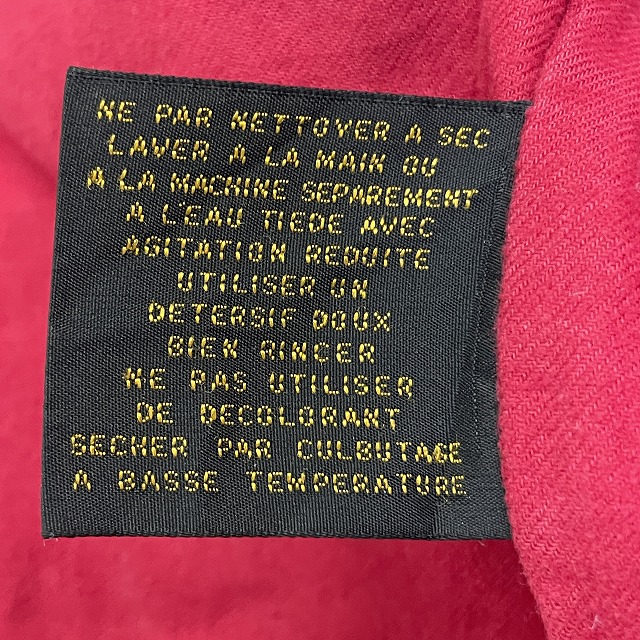 NE PAR NETTOYER A SEC
LAVER A LA MAIN OU
A LA MACHINE SEPAREMENT
A L'EAU TIEDE AVEC
AGITATION REDUITE
UTILISER UN
DETERSIF DOUX
BIEN RINCER
NE PAS UTILISER
DE DECOLORANT
SECHER PAR CULBUTAGE
A BASSE TEMPERATURE